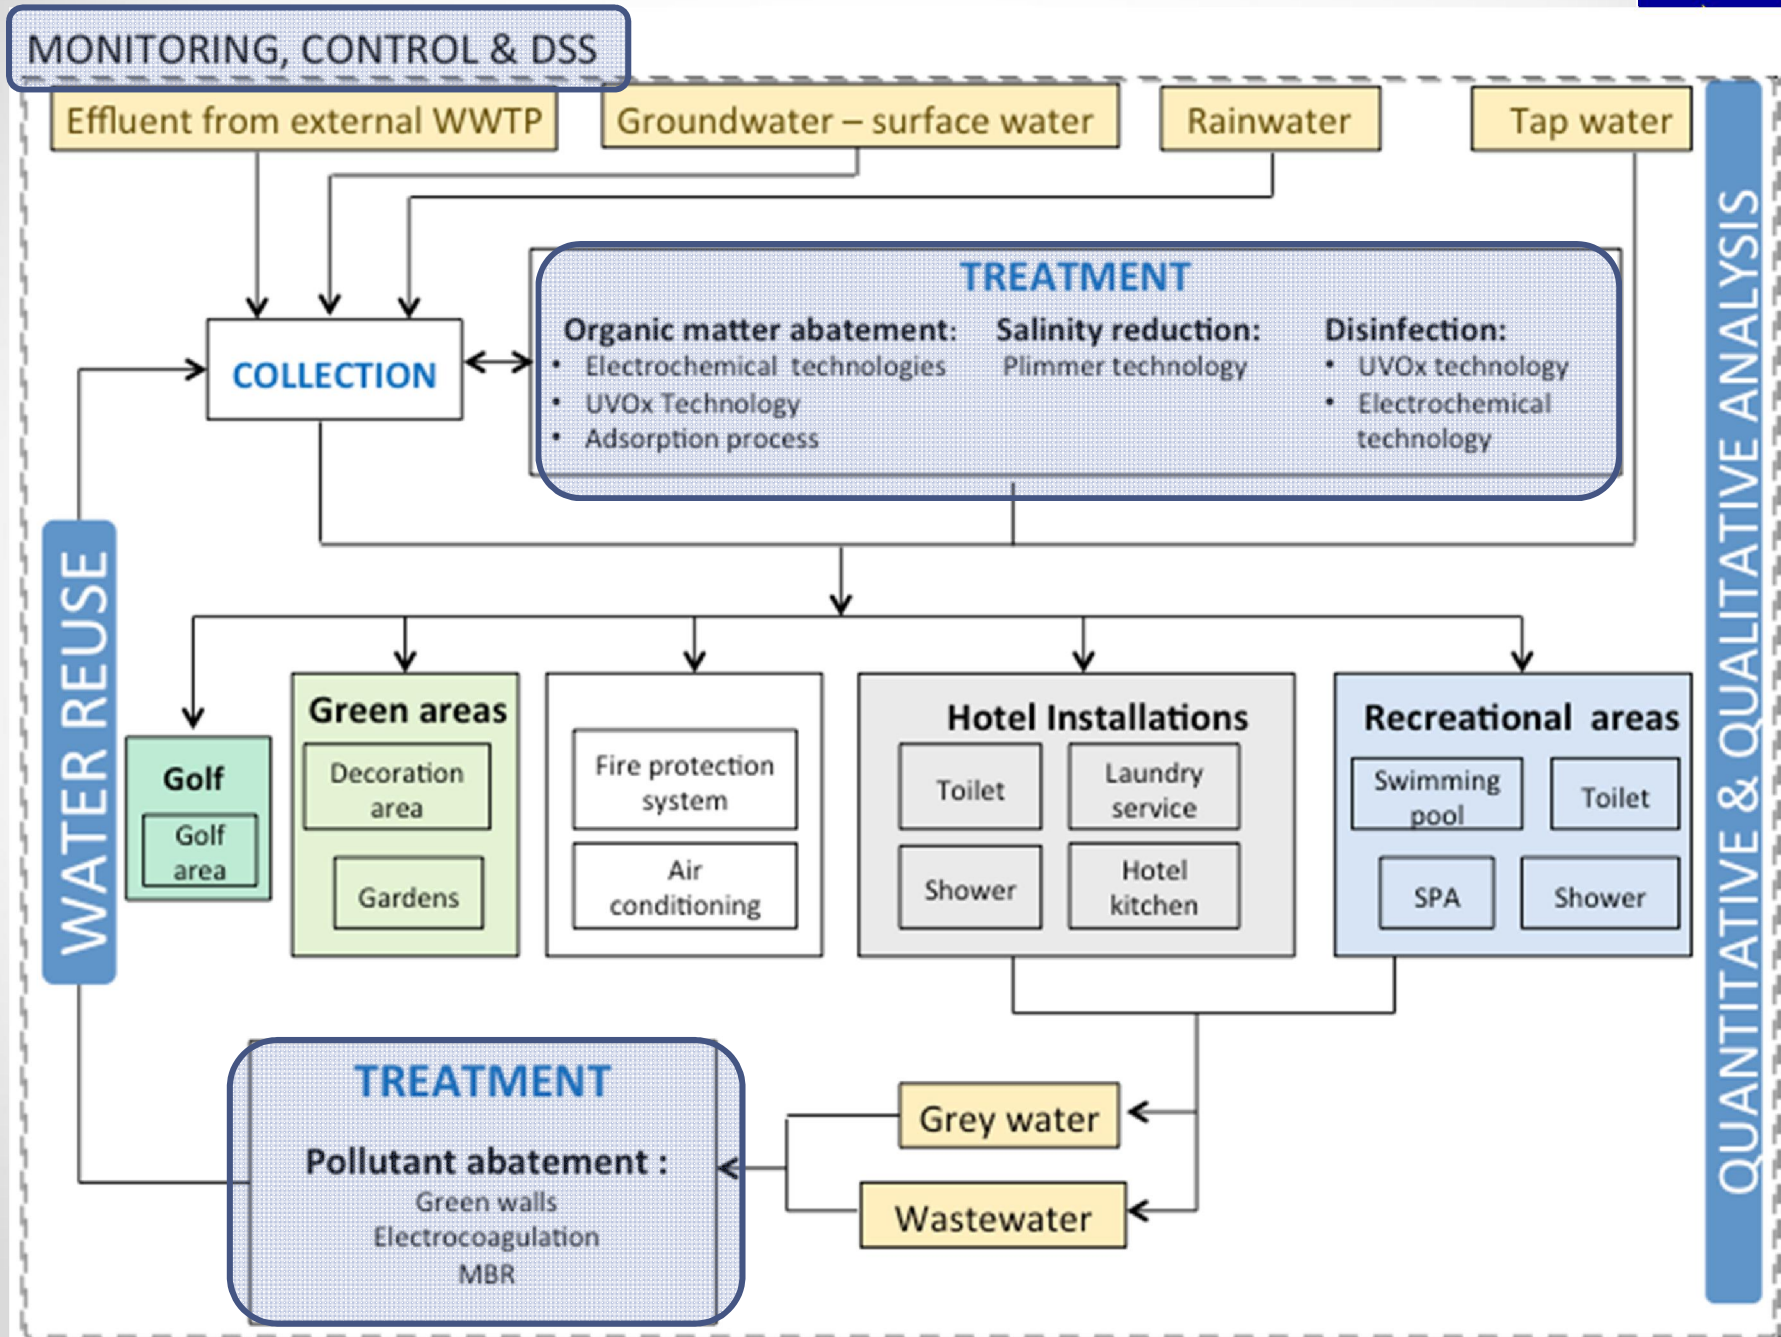 MONITORING, CONTROL & DSS
Effluent from external WWTP
Groundwater – surface water
Rainwater
Tap water
TREATMENT
Organic matter abatement:
• Electrochemical technologies
• UVOx Technology
• Adsorption process
Salinity reduction:
Plimmer technology
Disinfection:
• UVOx technology
• Electrochemical
technology
COLLECTION
WATER REUSE
QUANTITATIVE & QUALITATIVE ANALYSIS
Golf
Golf
area
Green areas
Decoration
area
Gardens
Fire protection
system
Air
conditioning
Hotel Installations
Toilet
Laundry
service
Shower
Hotel
kitchen
Recreational areas
Swimming
pool
Toilet
SPA
Shower
Grey water
Wastewater
TREATMENT
Pollutant abatement :
Green walls
Electrocoagulation
MBR